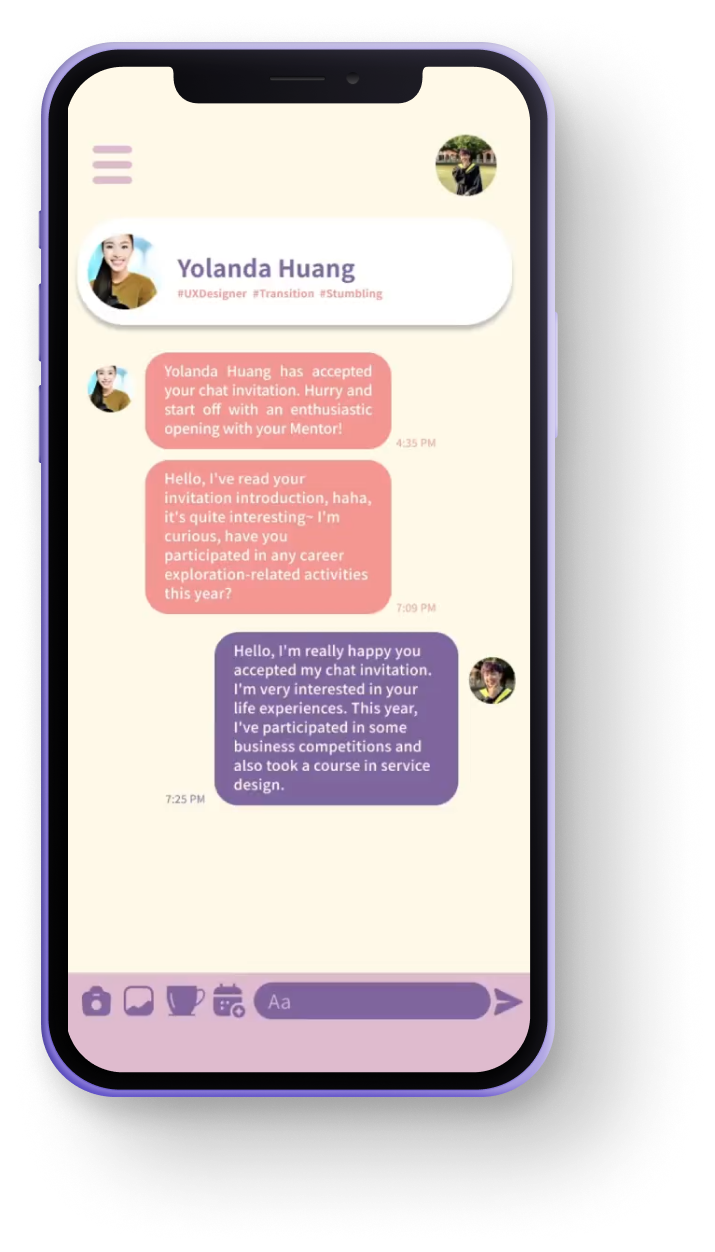 Yolanda Huang
#UXDesigner #Transition #Stumbling
Yolanda Huang has accepted
your chat invitation. Hurry and
start off with an enthusiastic
opening with your Mentor!
4:35 PM
Hello, I've read your
invitation introduction, haha,
it's quite interesting~ I'm
curious, have you
participated in any career
exploration-related activities
this year?
7:09 PM
Hello, I'm really happy you
accepted my chat invitation.
I'm very interested in your
life experiences. This year,
I've participated in some
business competitions and
also took a course in service
design.
7:25 PM
Aa